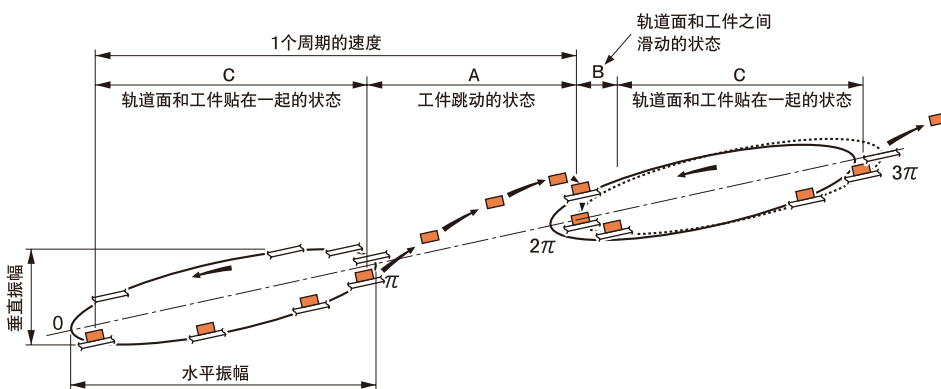 轨道面和工件之间
滑动的状态
1个周期的速度
C
A
B
C
轨道面和工件贴在一起的状态
工件跳动的状态
轨道面和工件贴在一起的状态
3π
2π
π
垂直振幅
0
水平振幅